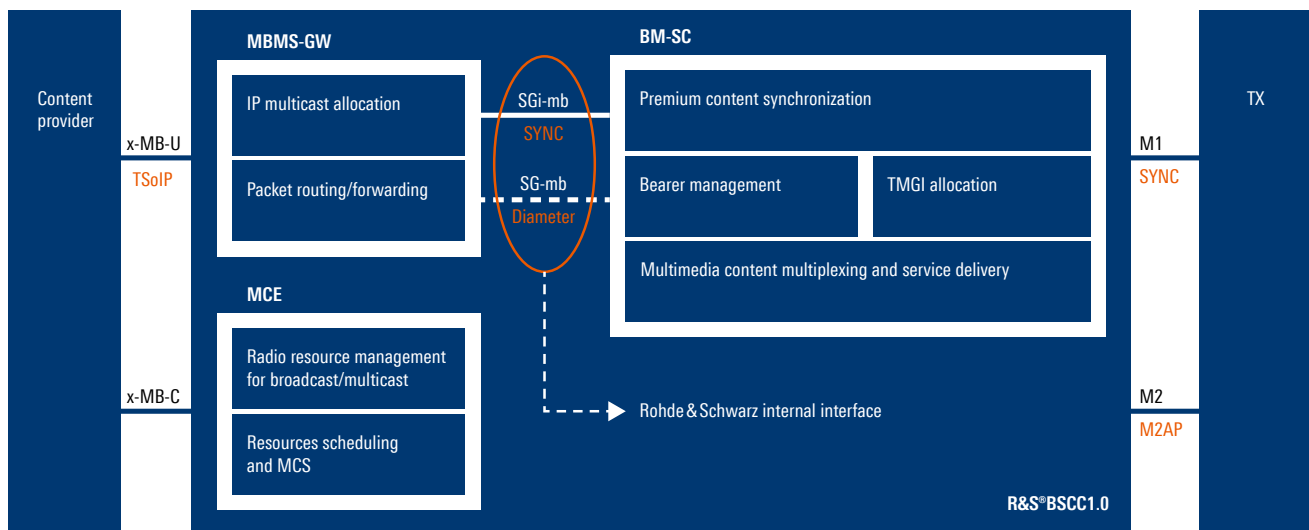 Content
provider
x-MB-U
TSoIP
x-MB-C
MBMS-GW
IP multicast allocation
Packet routing/forwarding
MCE
Radio resource management
for broadcast/multicast
Resources scheduling
and MCS
SGi-mb
SYNC
SG-mb
Diameter
BM-SC
Premium content synchronization
Bearer management
TMGI allocation
Multimedia content multiplexing and service delivery
Rohde & Schwarz internal interface
R&S®BSCC1.0
M1
SYNC
M2
M2AP
TX